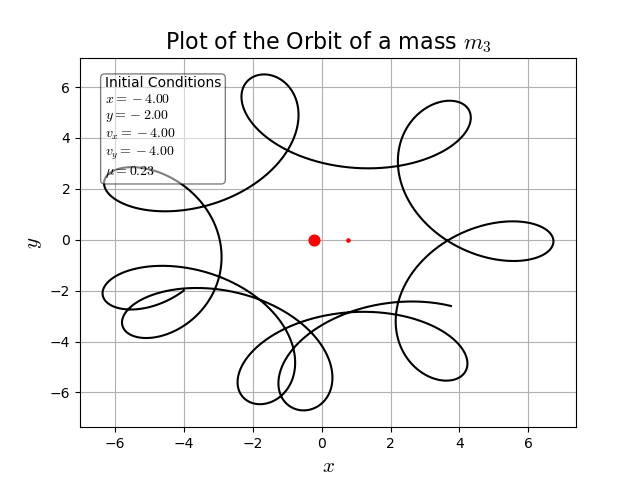 Plot of the Orbit of a mass m₃
Initial Conditions
x = −4.00
y = −2.00
vₓ = −4.00
v_y = −4.00
μ = 0.23
6
4
2
0
−2
−4
−6
y
−6 −4 −2 0 2 4 6
x